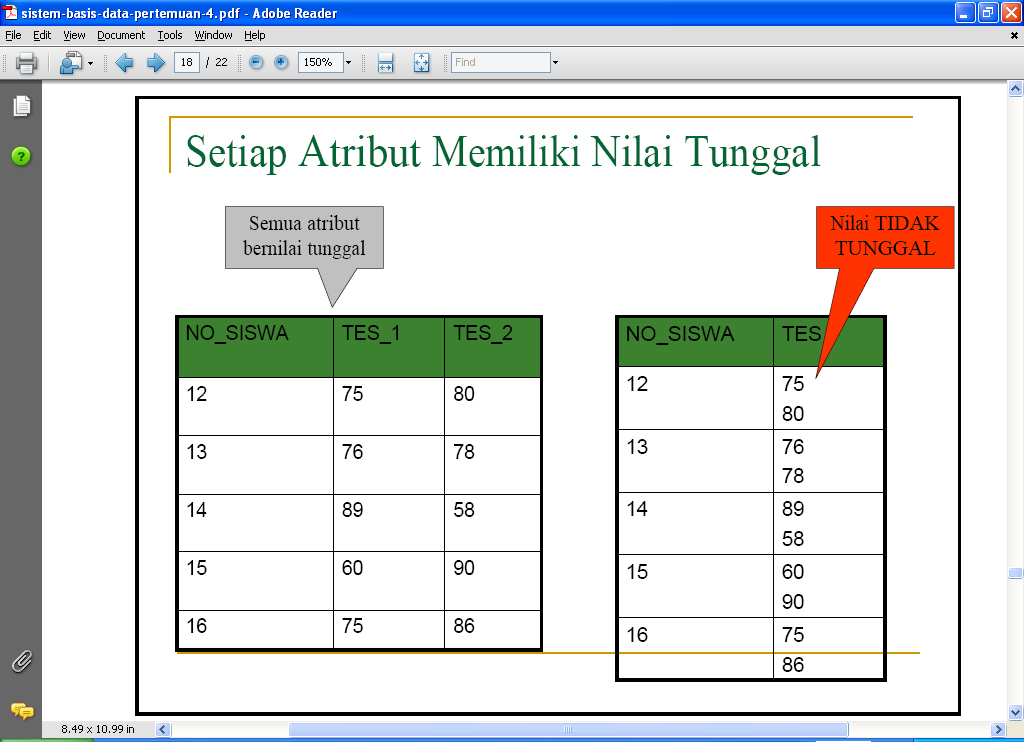 sistem-basis-data-pertemuan-4.pdf - Adobe Reader
File Edit View Document Tools Window Help
18 / 22 150% Find
Setiap Atribut Memiliki Nilai Tunggal
Semua atribut
bernilai tunggal
Nilai TIDAK
TUNGGAL
NO_SISWA TES_1 TES_2
12 75 80
13 76 78
14 89 58
15 60 90
16 75 86
NO_SISWA TES
12 75
80
13 76
78
14 89
58
15 60
90
16 75
86
8.49 x 10.99 in